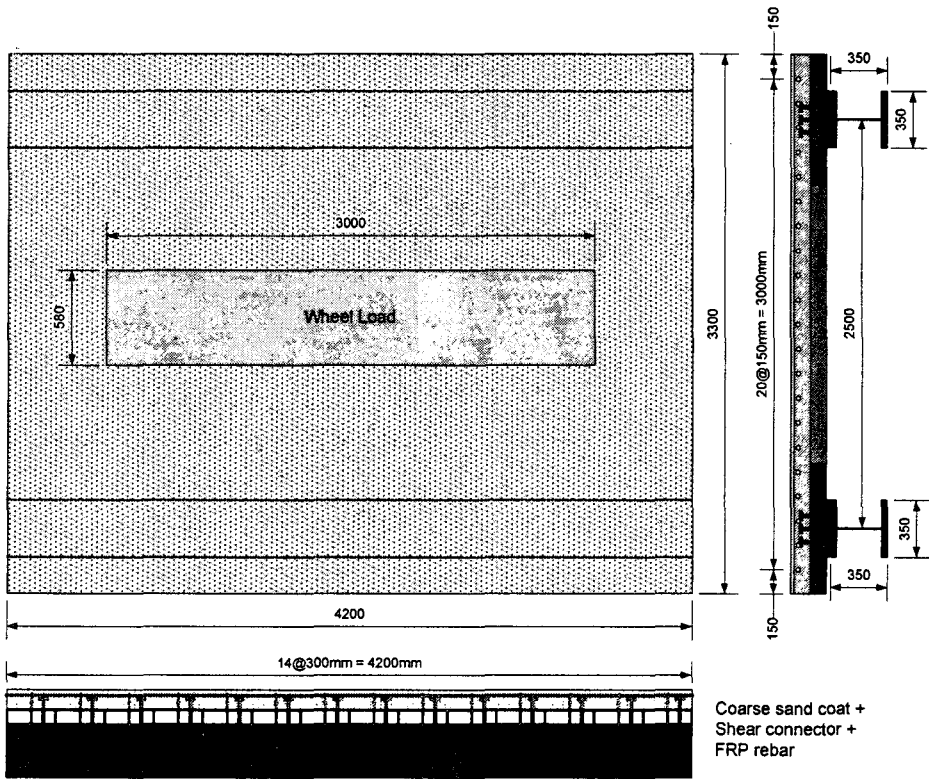 150
350
350
3000
580
Wheel Load
3300
20@150mm = 3000mm
2500
350
350
4200
150
14@300mm = 4200mm
Coarse sand coat +
Shear connector +
FRP rebar